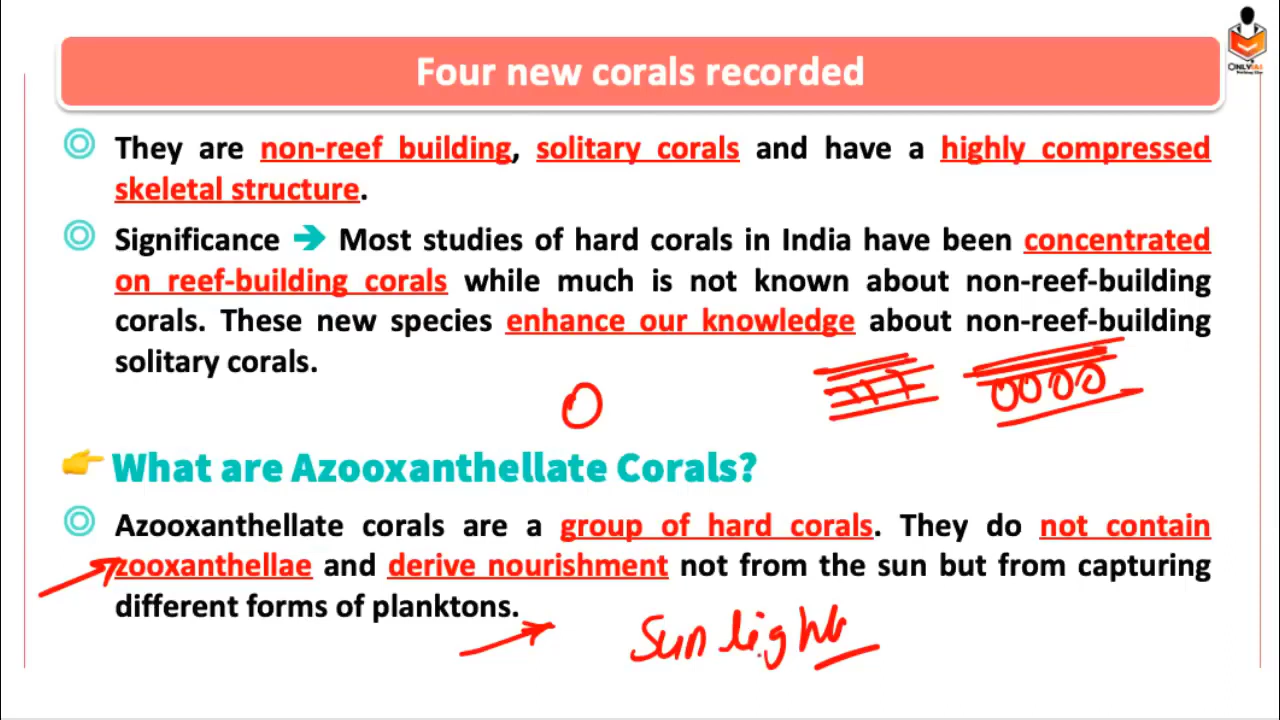 Four new corals recorded
ONLYIAS
They are non-reef building, solitary corals and have a highly compressed
skeletal structure.
Significance → Most studies of hard corals in India have been concentrated
on reef-building corals while much is not known about non-reef-building
corals. These new species enhance our knowledge about non-reef-building
solitary corals.
What are Azooxanthellate Corals?
Azooxanthellate corals are a group of hard corals. They do not contain
zooxanthellae and derive nourishment not from the sun but from capturing
different forms of planktons.
Sunlight